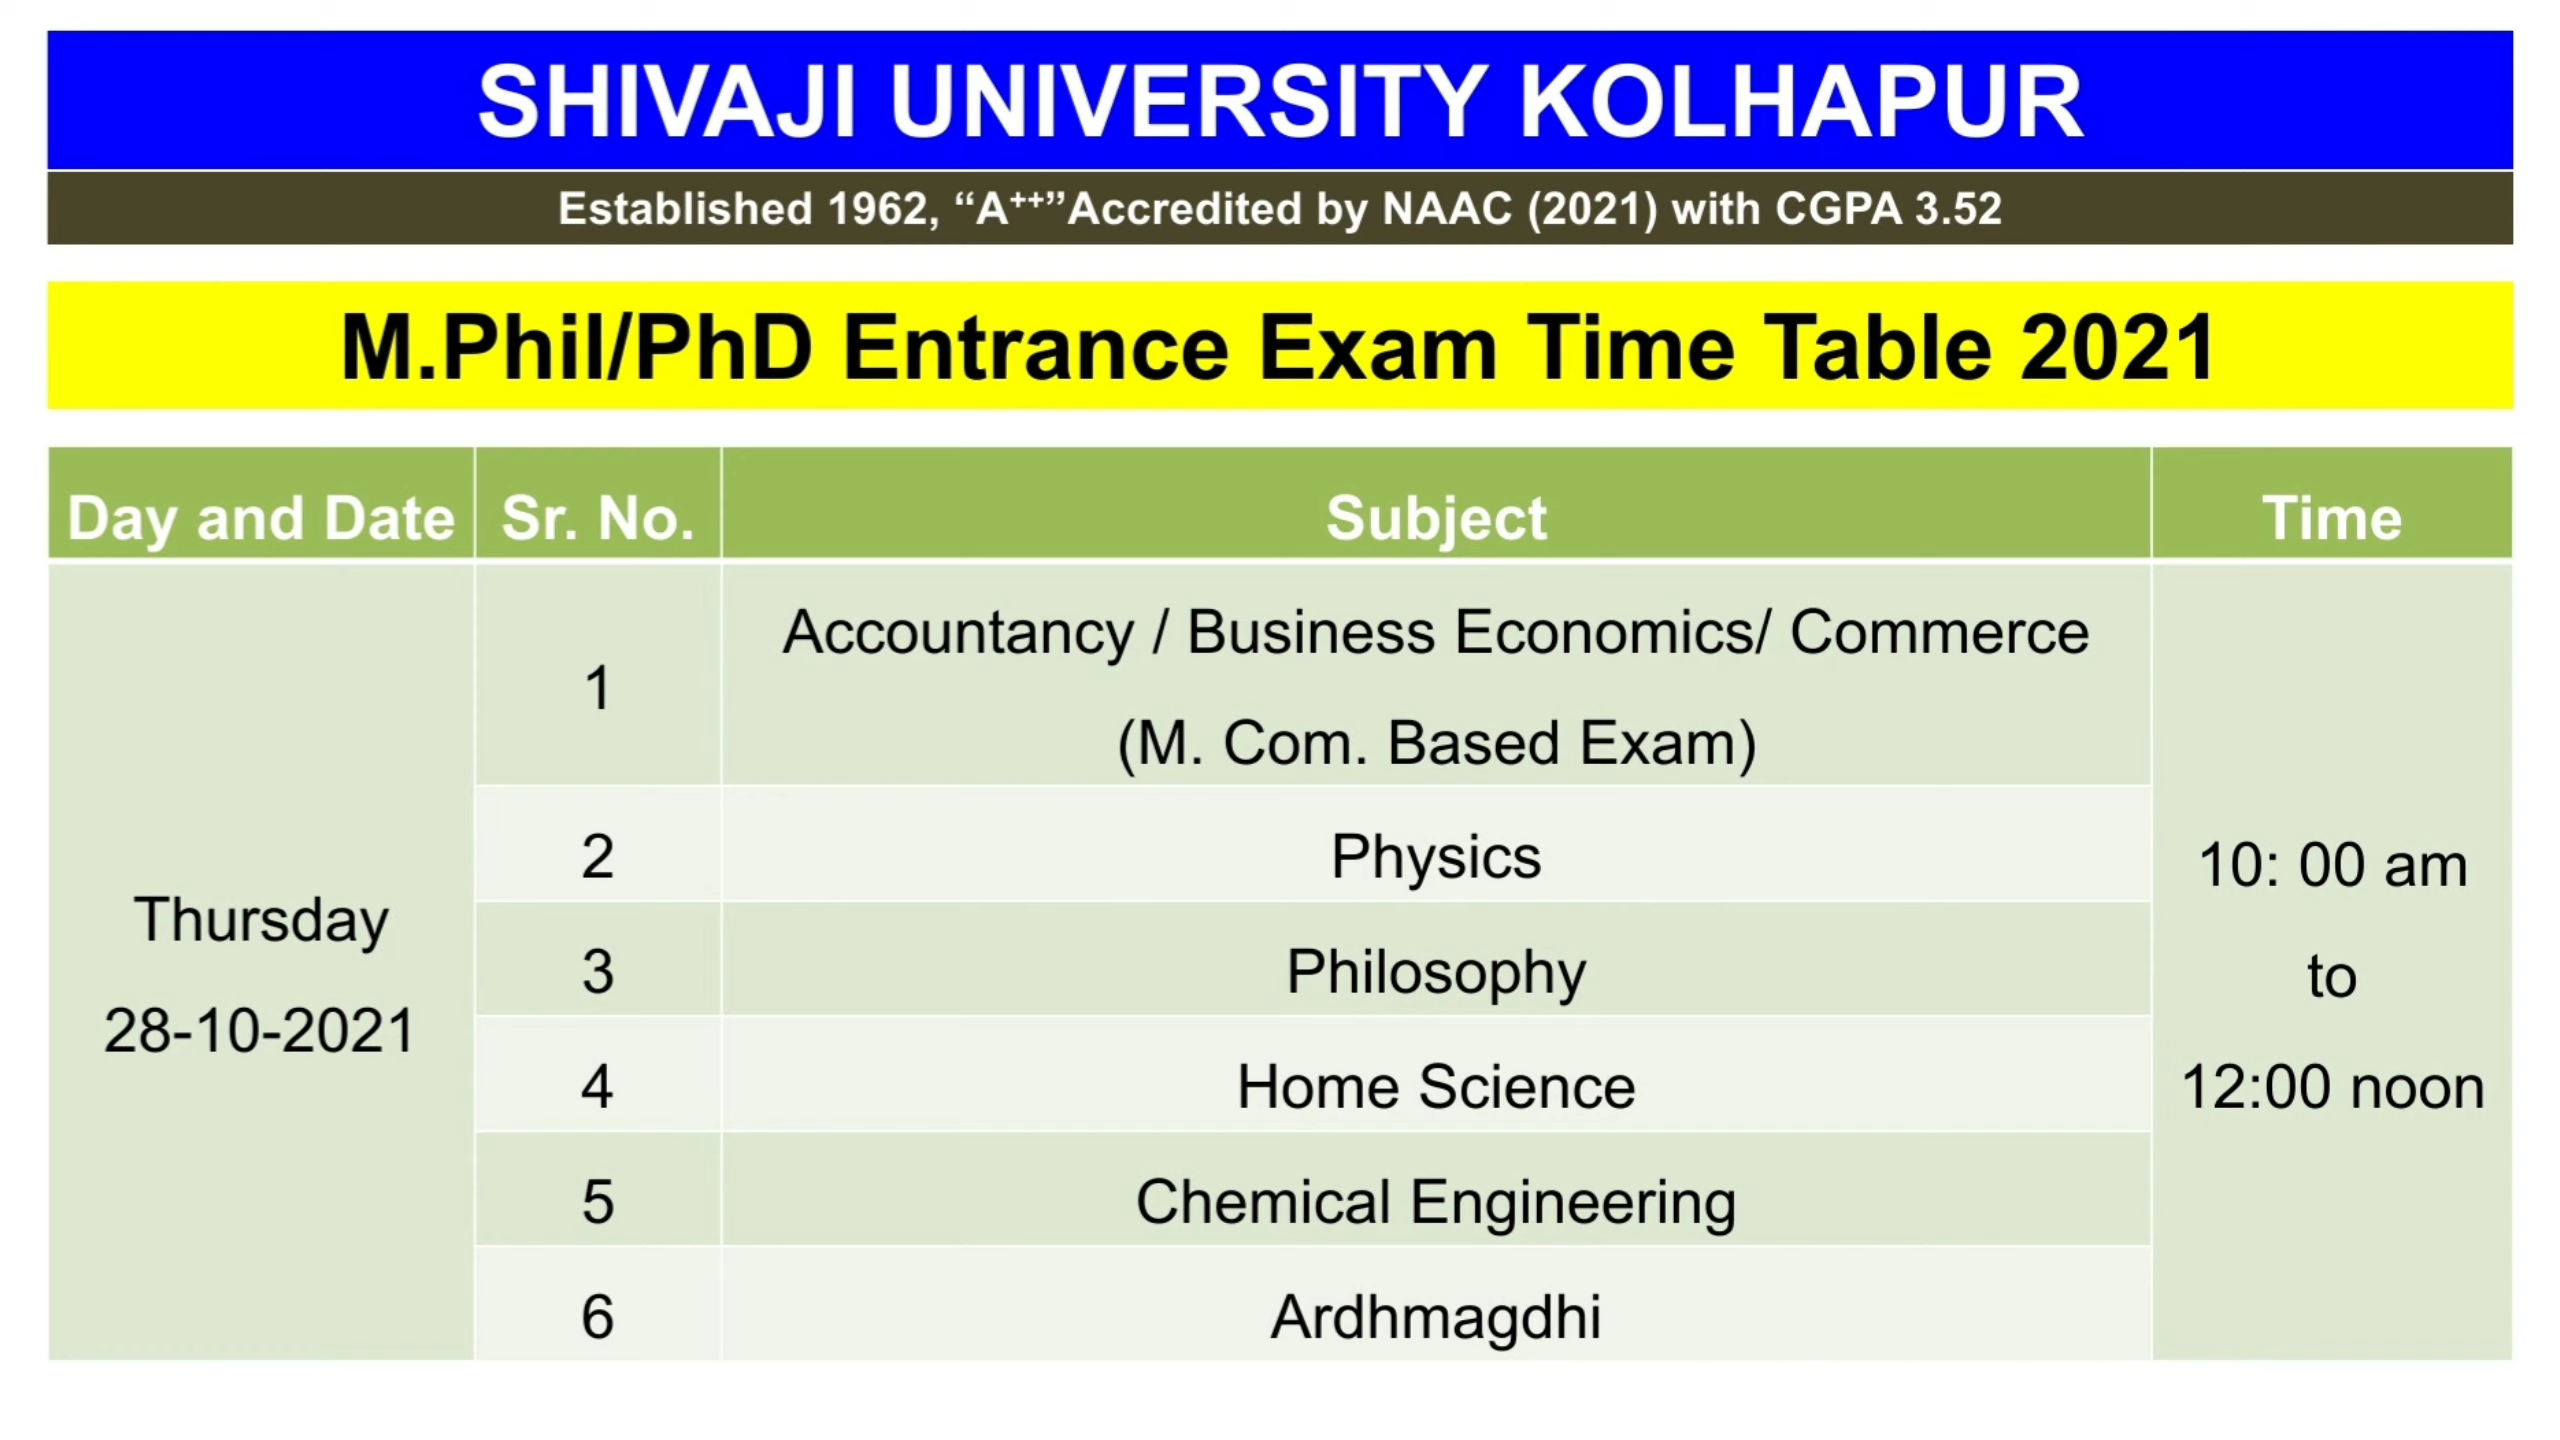 SHIVAJI UNIVERSITY KOLHAPUR
Established 1962, “A++”Accredited by NAAC (2021) with CGPA 3.52
M.Phil/PhD Entrance Exam Time Table 2021
Day and Date Sr. No. Subject Time
Thursday
28-10-2021
1 Accountancy / Business Economics/ Commerce
(M. Com. Based Exam)
2 Physics
3 Philosophy
4 Home Science
5 Chemical Engineering
6 Ardhmagdhi
10: 00 am
to
12:00 noon